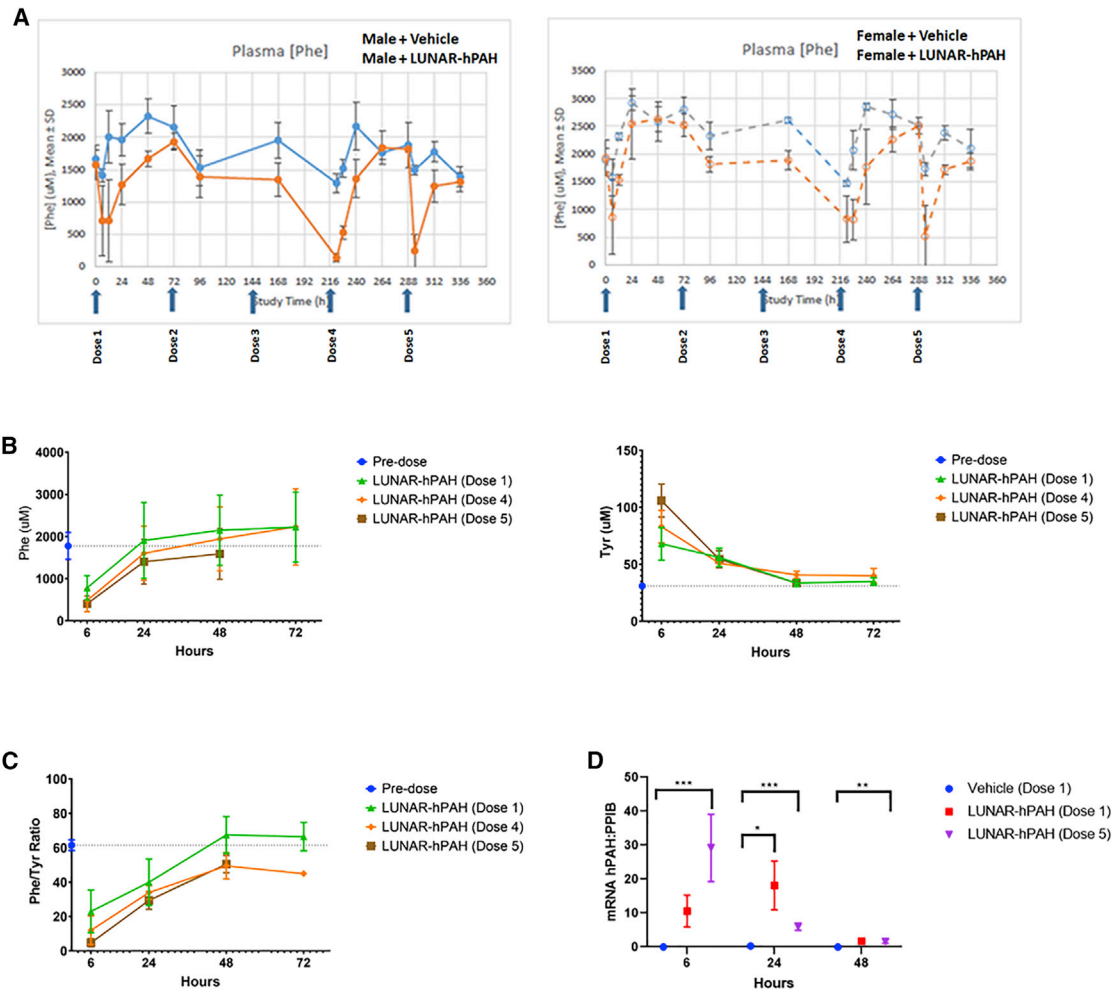 A
Plasma [Phe]
Male + Vehicle
Male + LUNAR-hPAH
[Phe] (uM), Mean ± SD
3000
2500
2000
1500
1000
500
0
0 24 48 72 96 120 144 168 192 216 240 264 288 312 336 360
Study Time (h)
Dose 1
Dose2
Dose3
Dose 4
Dose5
Plasma [Phe]
Female + Vehicle
Female + LUNAR-hPAH
[Phe] (uM), Mean ± SD
3500
3000
2500
2000
1500
1000
500
0
0 24 48 72 96 120 144 168 192 216 240 264 288 312 336 360
Study Time (h)
Dose 1
Dose 2
Dose 3
Dose 4
Dose5
B
Phe (uM)
4000
3000
2000
1000
0
6 24 48 72
Hours
Pre-dose
LUNAR-hPAH (Dose 1)
LUNAR-hPAH (Dose 4)
LUNAR-hPAH (Dose 5)
Tyr (uM)
150
100
50
0
6 24 48 72
Hours
Pre-dose
LUNAR-hPAH (Dose 1)
LUNAR-hPAH (Dose 4)
LUNAR-hPAH (Dose 5)
C
Phe/Tyr Ratio
100
80
60
40
20
0
6 24 48 72
Hours
Pre-dose
LUNAR-hPAH (Dose 1)
LUNAR-hPAH (Dose 4)
LUNAR-hPAH (Dose 5)
D
mRNA hPAH:PPIB
50
40
30
20
10
0
*** *** **
*
6 24 48
Hours
Vehicle (Dose 1)
LUNAR-hPAH (Dose 1)
LUNAR-hPAH (Dose 5)